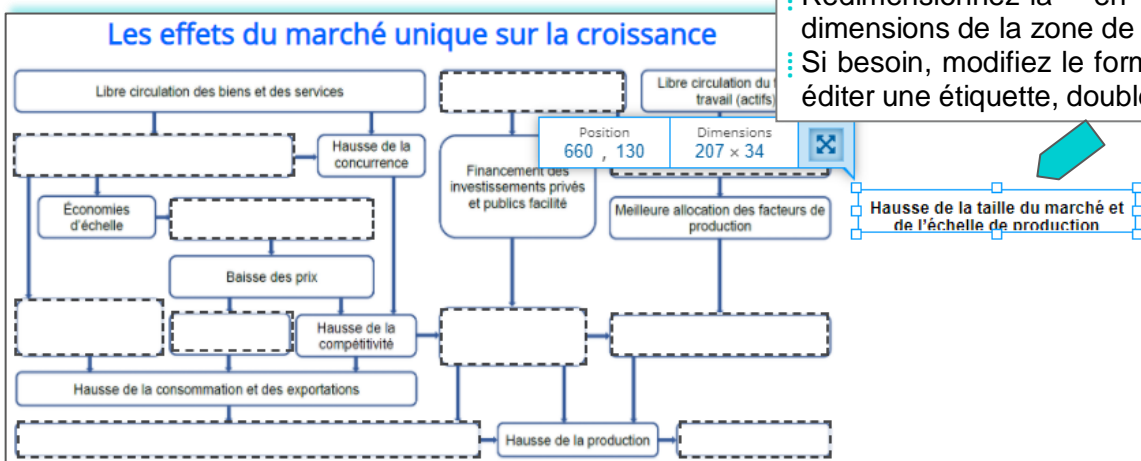 Redimensionnez-la en
dimensions de la zone de
Si besoin, modifiez le
éditer une étiquette,
Les effets du marché unique sur la croissance
Libre circulation des biens et des services
Libre circulation du
travail (actifs)
Position
660 , 130
Dimensions
207 × 34
Hausse de la
concurrence
Financement des
investissements privés
et publics facilité
Économies
d'échelle
Meilleure allocation des facteurs de
production
Hausse de la taille du marché et
de l'échelle de production
Baisse des prix
Hausse de la
compétitivité
Hausse de la consommation et des exportations
Hausse de la production